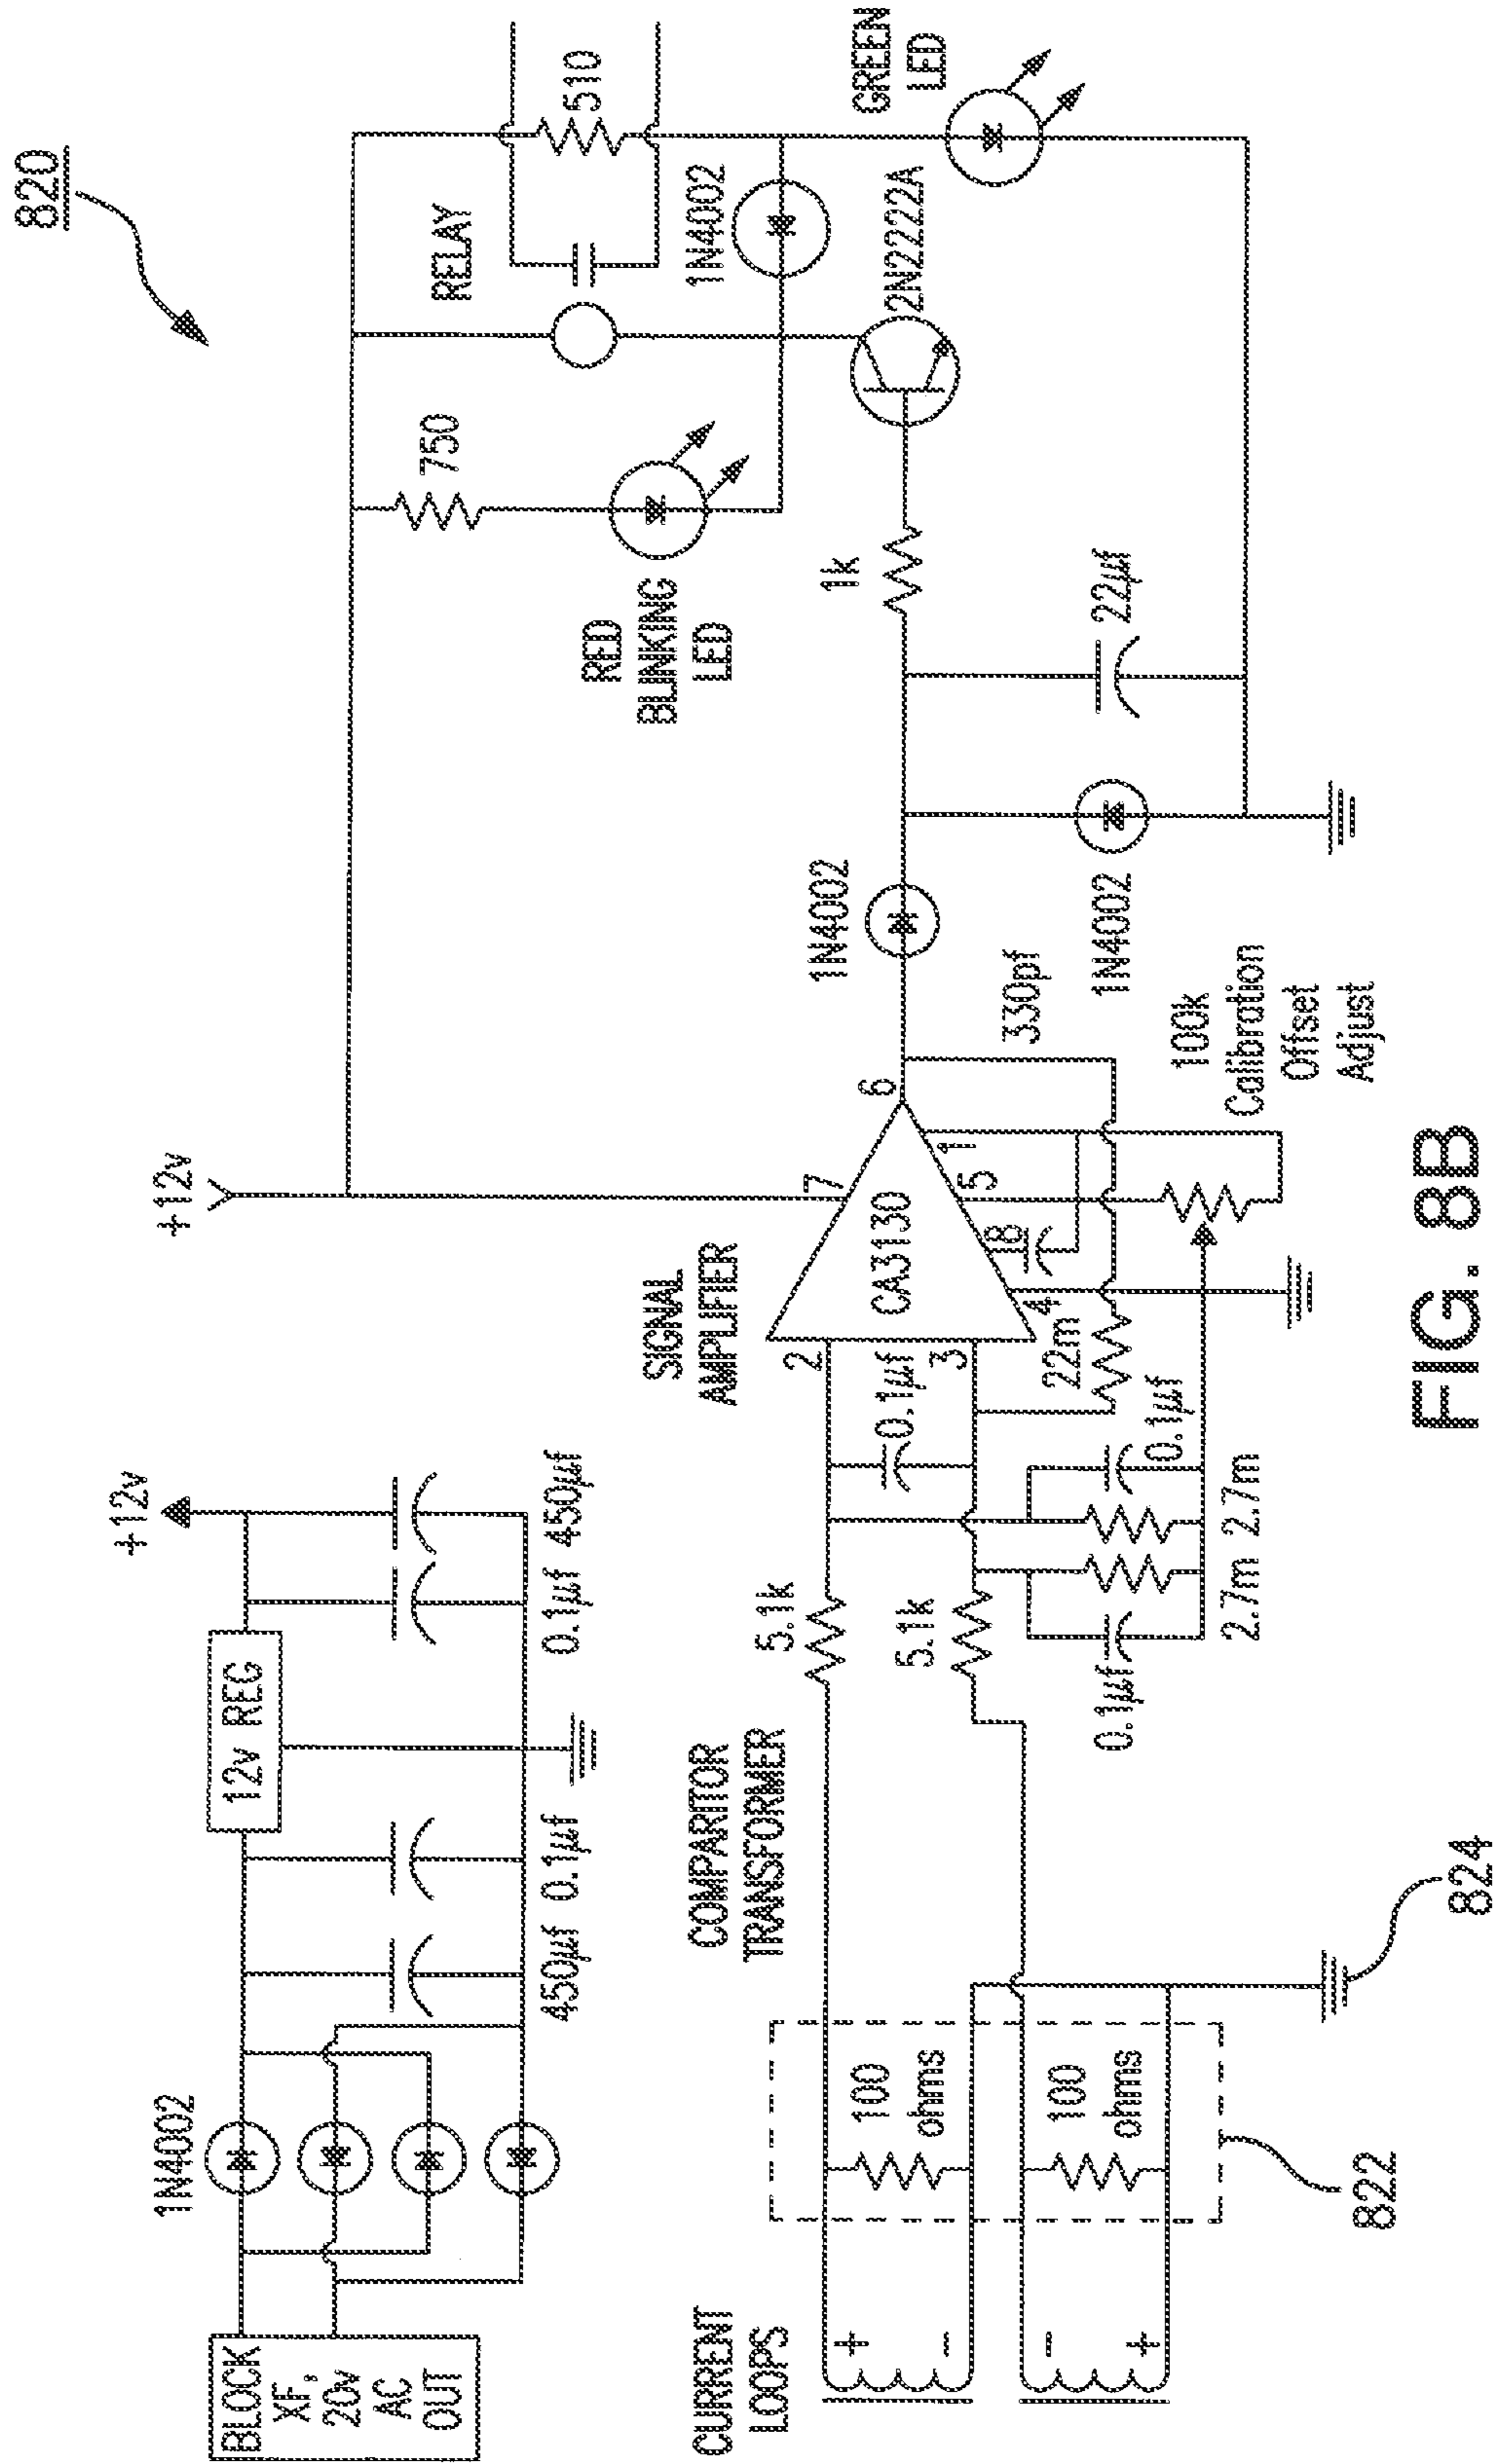 820
+12v
12v REG
1N4002
BLOCK
XF,
20v
AC
OUT
450µf
0.1µf
0.1µf
450µf
+12v
RELAY
510
750
RED
BLINKING
LED
1N4002
GREEN
LED
2N2222A
1k
22µf
1N4002
1N4002
SIGNAL
AMPLIFIER
CA3130
7
6
2
3
4
18
5
1
330pf
100k
Calibration
Offset
Adjust
0.1µf
22m
0.1µf
2.7m
2.7m
0.1µf
5.1k
5.1k
COMPARITOR
TRANSFORMER
CURRENT
LOOPS
+
-
-
+
100
ohms
100
ohms
822
824
FIG. 8B